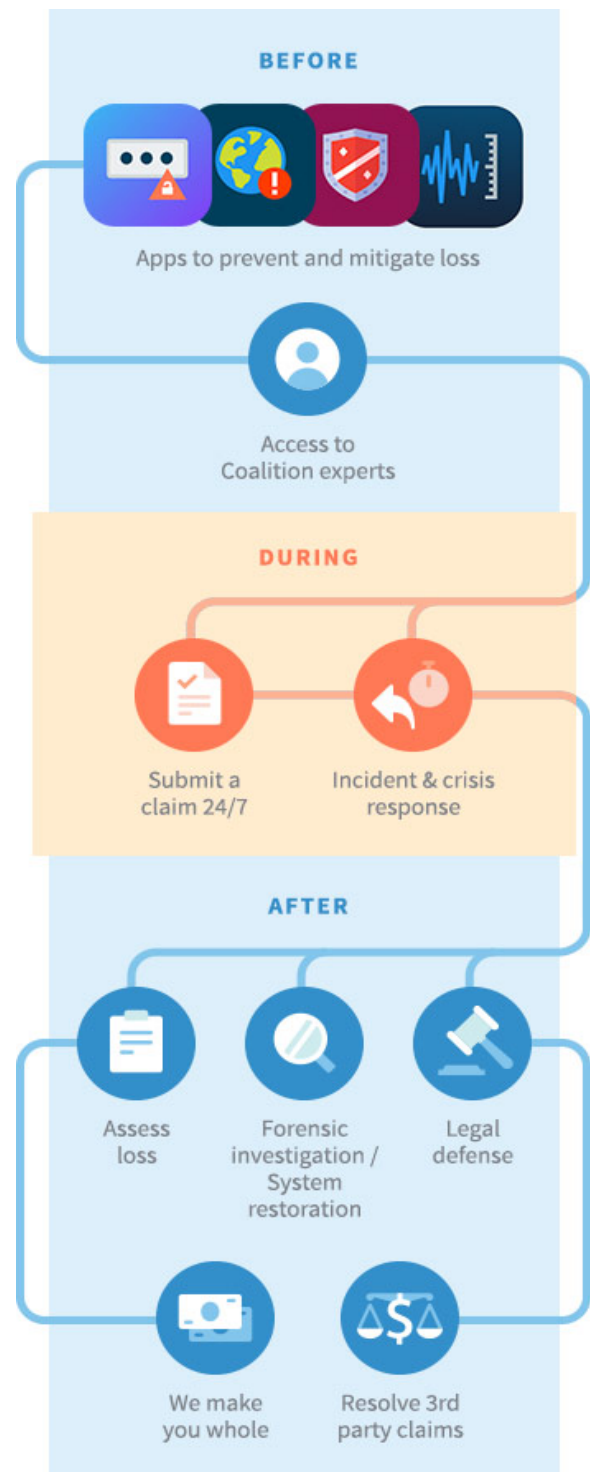 BEFORE
Apps to prevent and mitigate loss
Access to
Coalition experts
DURING
Submit a
claim 24/7
Incident & crisis
response
AFTER
Assess
loss
Forensic
investigation /
System
restoration
Legal
defense
We make
you whole
$
Resolve 3rd
party claims